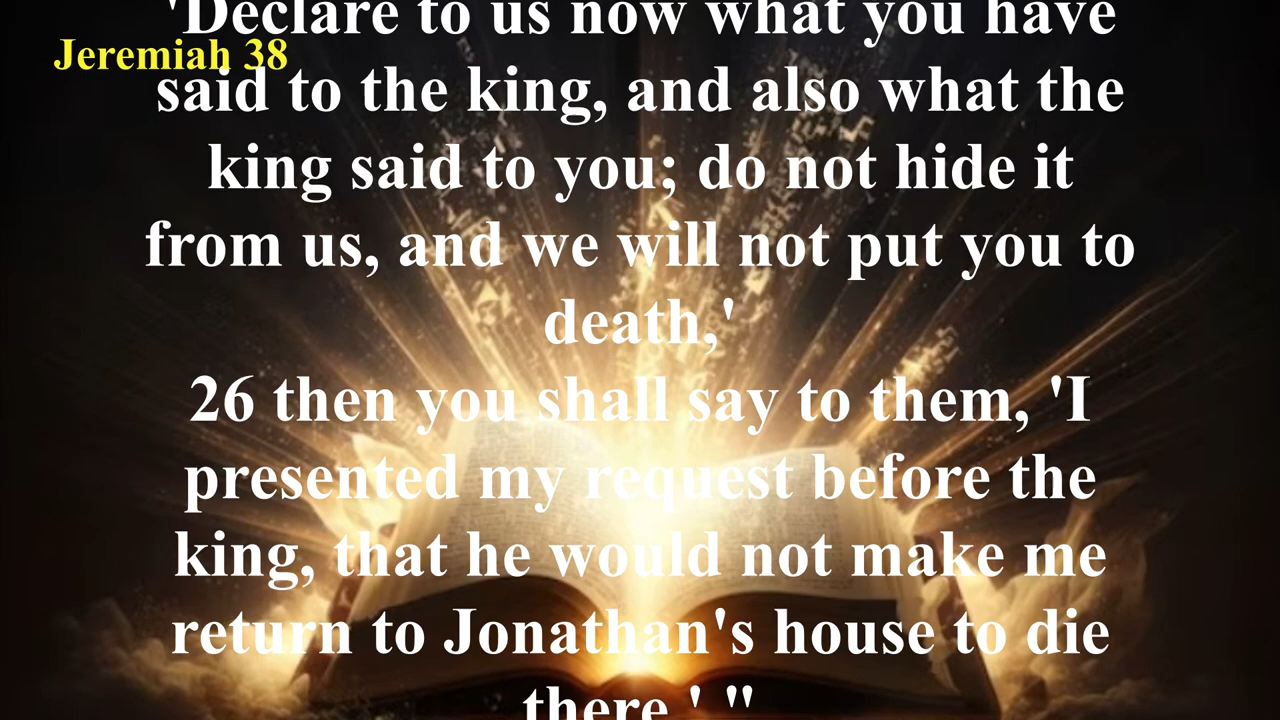 'Declare to us now what you have
Jeremiah 38
said to the king, and also what the
king said to you; do not hide it
from us, and we will not put you to
death,'
26 then you shall say to them, 'I
presented my request before the
king, that he would not make me
return to Jonathan's house to die
there.' "